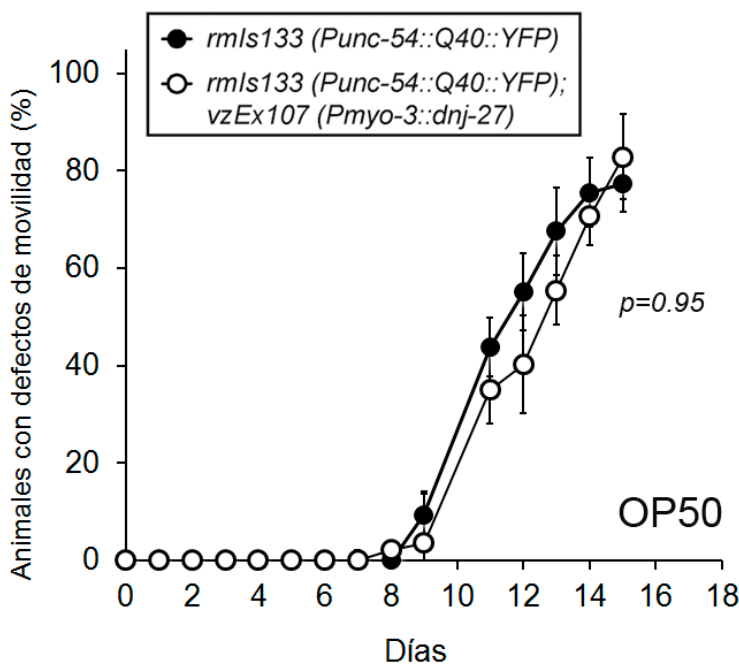 rmIs133 (Punc-54::Q40::YFP)
rmIs133 (Punc-54::Q40::YFP);
vzEx107 (Pmyo-3::dnj-27)
Animales con defectos de movilidad (%)
100
80
60
40
20
0
p=0.95
OP50
0 2 4 6 8 10 12 14 16 18
Días